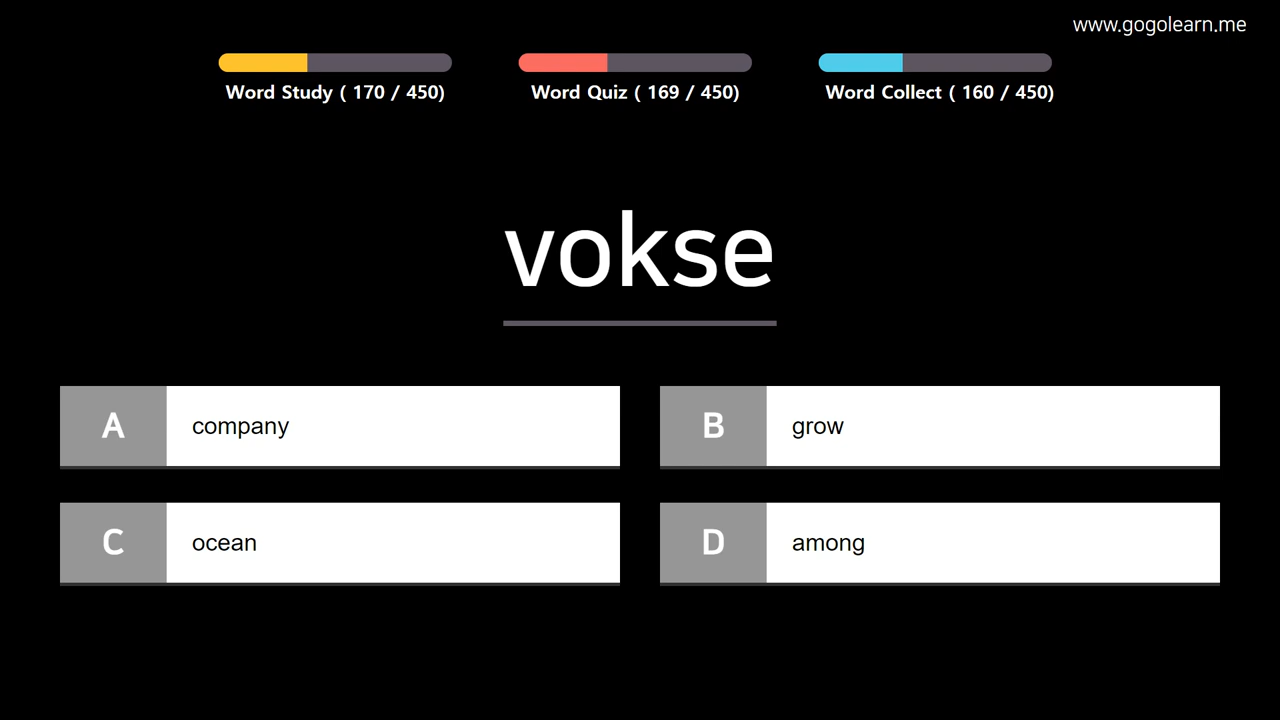 www.gogolearn.me
Word Study ( 170 / 450)
Word Quiz ( 169 / 450)
Word Collect ( 160 / 450)
vokse
A company
B grow
C ocean
D among